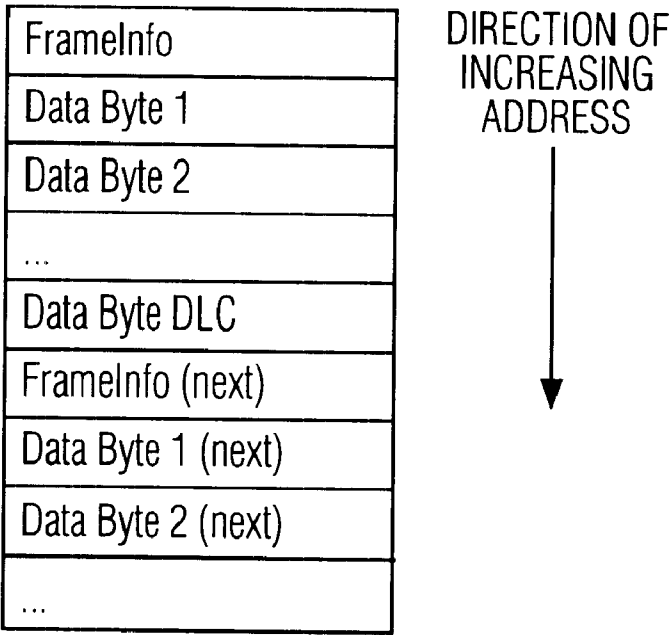 FrameInfo
Data Byte 1
Data Byte 2
...
Data Byte DLC
FrameInfo (next)
Data Byte 1 (next)
Data Byte 2 (next)
...
DIRECTION OF
INCREASING
ADDRESS